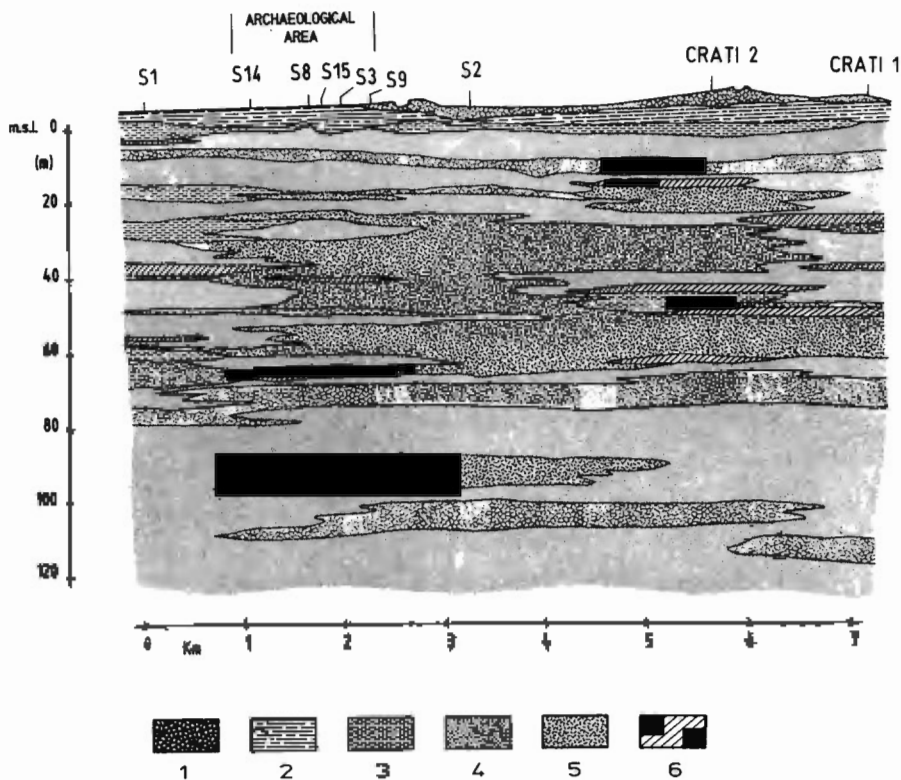 ARCHAEOLOGICAL
AREA
S1 S14 S8 S15 S3 S9 S2 CRATI 2 CRATI 1
m.s.l. 0
(m)
20
40
60
80
100
120
0 1 2 3 4 5 6 7
Km
1 2 3 4 5 6